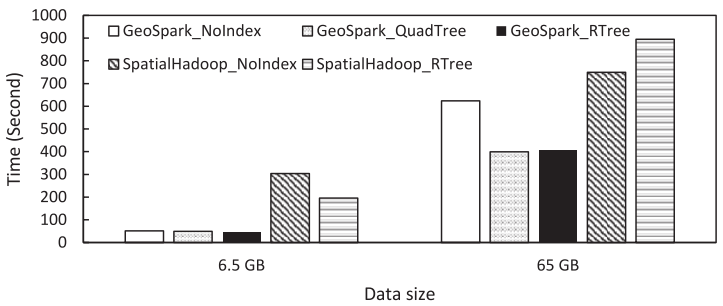 1000
900
800
700
600
500
400
300
200
100
0
Time (Second)
GeoSpark_NoIndex GeoSpark_QuadTree GeoSpark_RTree
SpatialHadoop_NoIndex SpatialHadoop_RTree
6.5 GB 65 GB
Data size